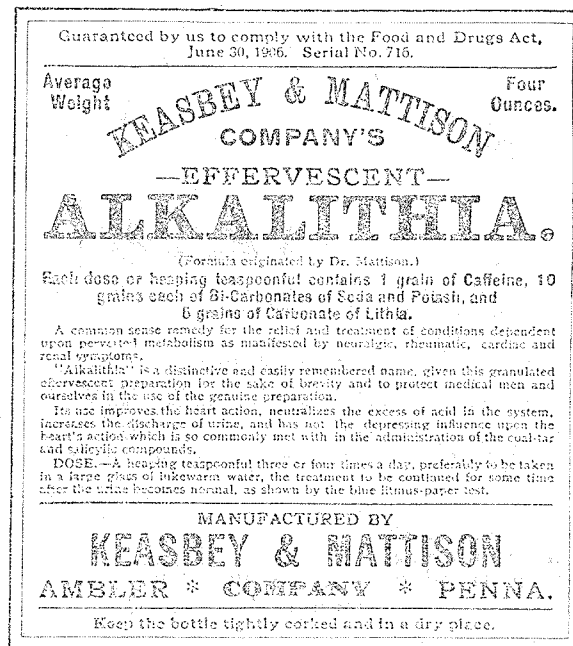 Guaranteed by us to comply with the Food and Drugs Act,
June 30, 1906. Serial No. 716.
Average Weight
Four Ounces.
KEASBEY & MATTISON
COMPANY'S
—EFFERVESCENT—
ALKALITHIA.
(Formula originated by Dr. Mattison.)
Each dose or heaping teaspoonful contains 1 grain of Caffeine, 10
grains each of Bi-Carbonates of Soda and Potash, and
5 grains of Carbonate of Lithia.
A common sense remedy for the relief and treatment of conditions dependent
upon perverted metabolism as manifested by neuralgic, rheumatic, cardiac and
renal symptoms.
"Alkalithia" is a distinctive and easily remembered name, given this granulated
effervescent preparation for the sake of brevity and to protect medical men and
ourselves in the use of the genuine preparation.
Its use improves the heart action, neutralizes the excess of acid in the system,
increases the discharge of urine, and has not the depressing influence upon the
heart's action which is so commonly met with in the administration of the coal-tar
and salicylic compounds.
DOSE.—A heaping teaspoonful three or four times a day, preferably to be taken
in a large glass of lukewarm water, the treatment to be continued for some time
after the urine becomes normal, as shown by the blue litmus-paper test.
MANUFACTURED BY
KEASBEY & MATTISON
AMBLER * COMPANY * PENNA.
Keep the bottle tightly corked and in a dry place.